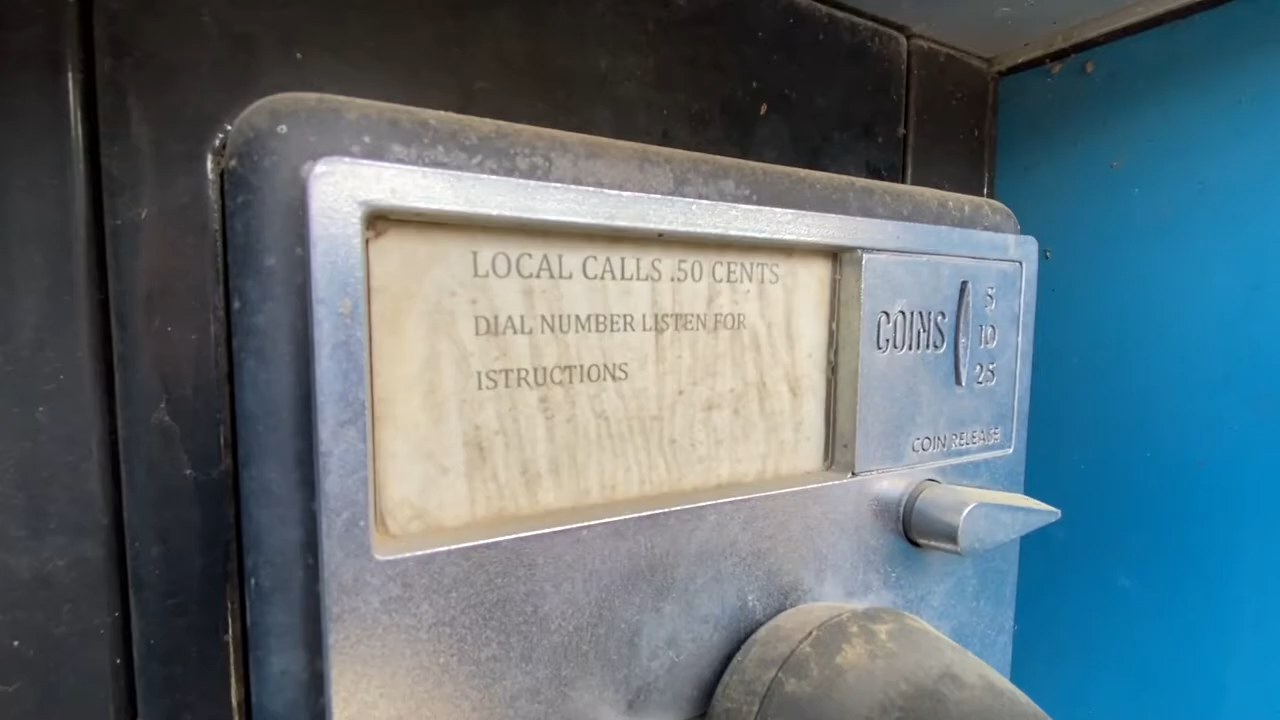 LOCAL CALLS .50 CENTS
DIAL NUMBER LISTEN FOR
ISTRUCTIONS
COINS
5
10
25
COIN RELEASE